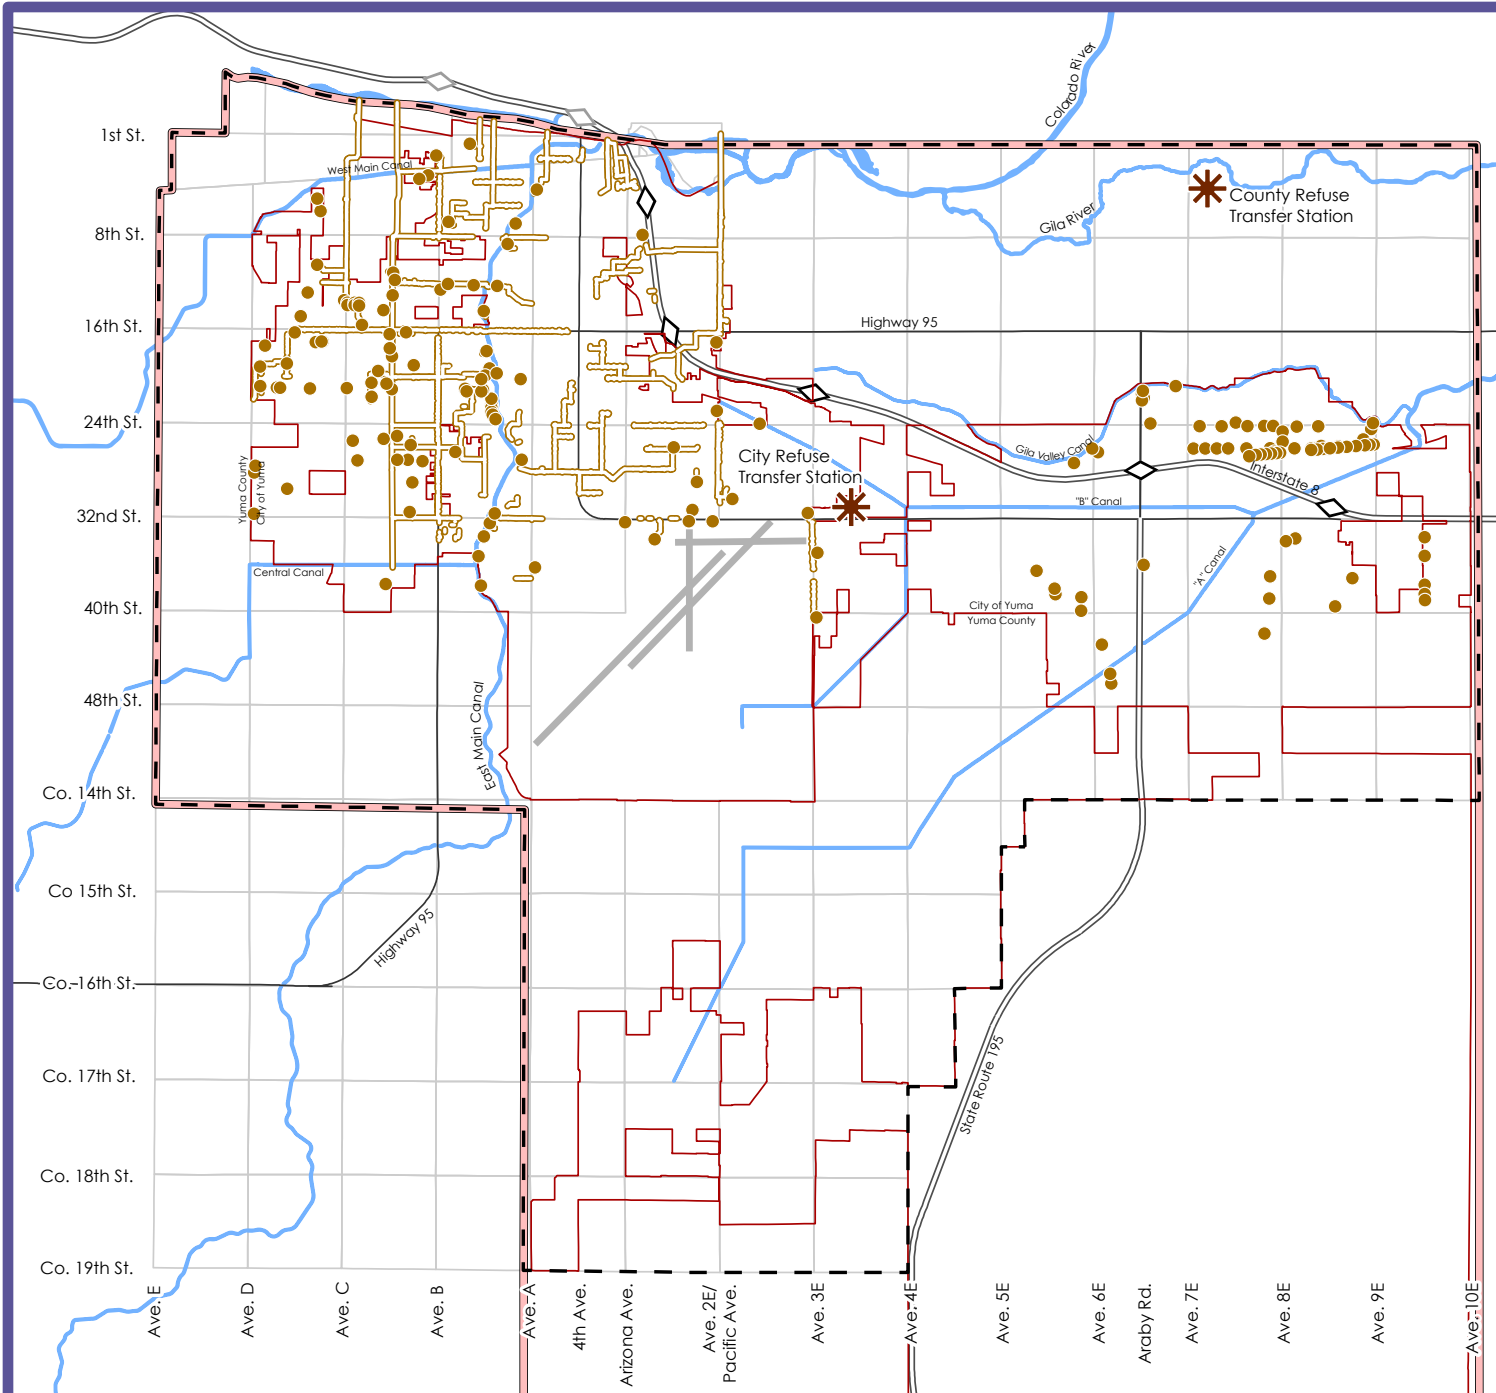 Colorado River
1st St.
West Main Canal
County Refuse
Transfer Station
Gila River
8th St.
16th St.
Highway 95
24th St.
Gila Valley Canal
City Refuse
Transfer Station
Interstate 8
Yuma County
City of Yuma
"B" Canal
32nd St.
"A" Canal
Central Canal
40th St.
City of Yuma
Yuma County
48th St.
East Main Canal
Co. 14th St.
Co 15th St.
Highway 95
Co. 16th St.
State Route 195
Co. 17th St.
Co. 18th St.
Co. 19th St.
Ave. E
Ave. D
Ave. C
Ave. B
Ave. A
4th Ave.
Arizona Ave.
Ave. 2E/
Pacific Ave.
Ave. 3E
Ave. 4E
Ave. 5E
Ave. 6E
Araby Rd.
Ave. 7E
Ave. 8E
Ave. 9E
Ave. 10E